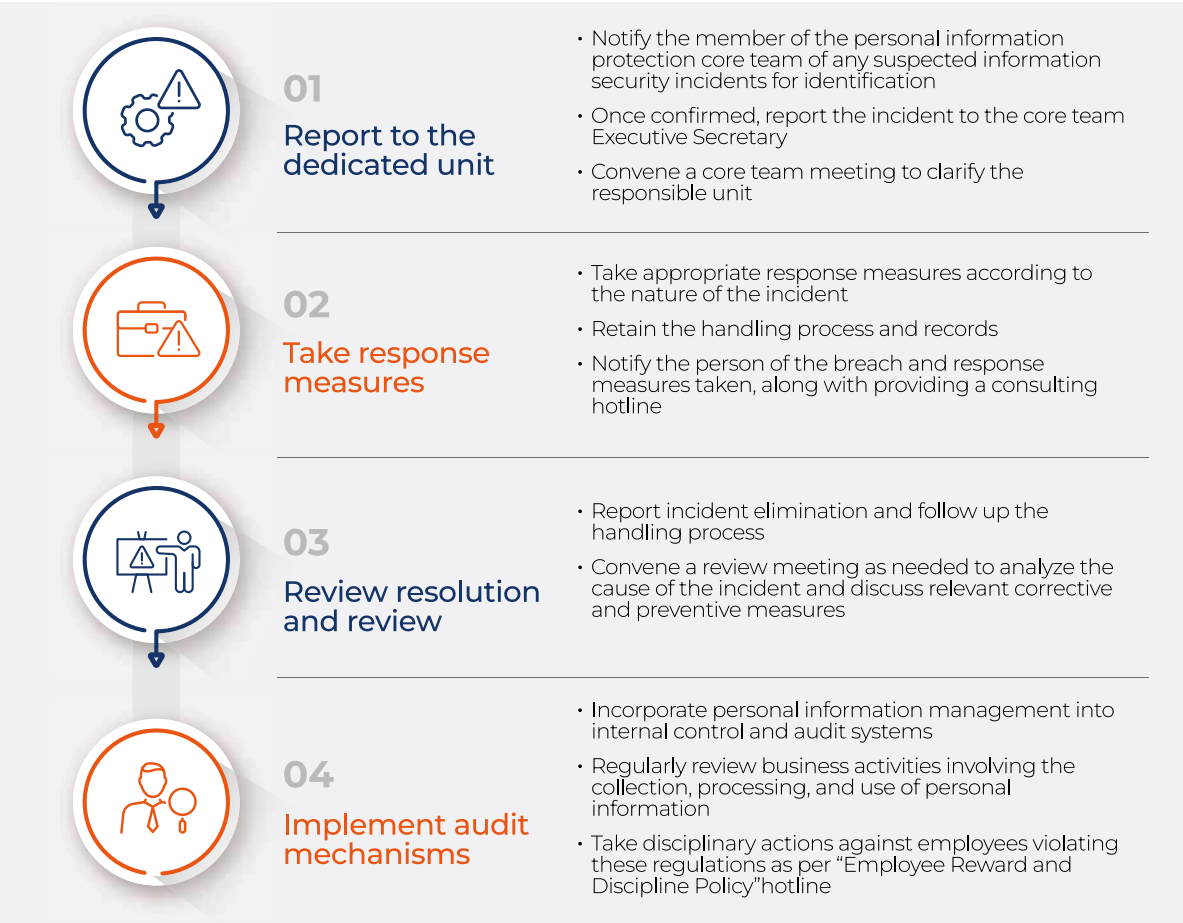 01
Report to the
dedicated unit
• Notify the member of the personal information
protection core team of any suspected information
security incidents for identification
• Once confirmed, report the incident to the core team
Executive Secretary
• Convene a core team meeting to clarify the
responsible unit
02
Take response
measures
• Take appropriate response measures according to
the nature of the incident
• Retain the handling process and records
• Notify the person of the breach and response
measures taken, along with providing a consulting
hotline
03
Review resolution
and review
• Report incident elimination and follow up the
handling process
• Convene a review meeting as needed to analyze the
cause of the incident and discuss relevant corrective
and preventive measures
04
Implement audit
mechanisms
• Incorporate personal information management into
internal control and audit systems
• Regularly review business activities involving the
collection, processing, and use of personal
information
• Take disciplinary actions against employees violating
these regulations as per “Employee Reward and
Discipline Policy”hotline